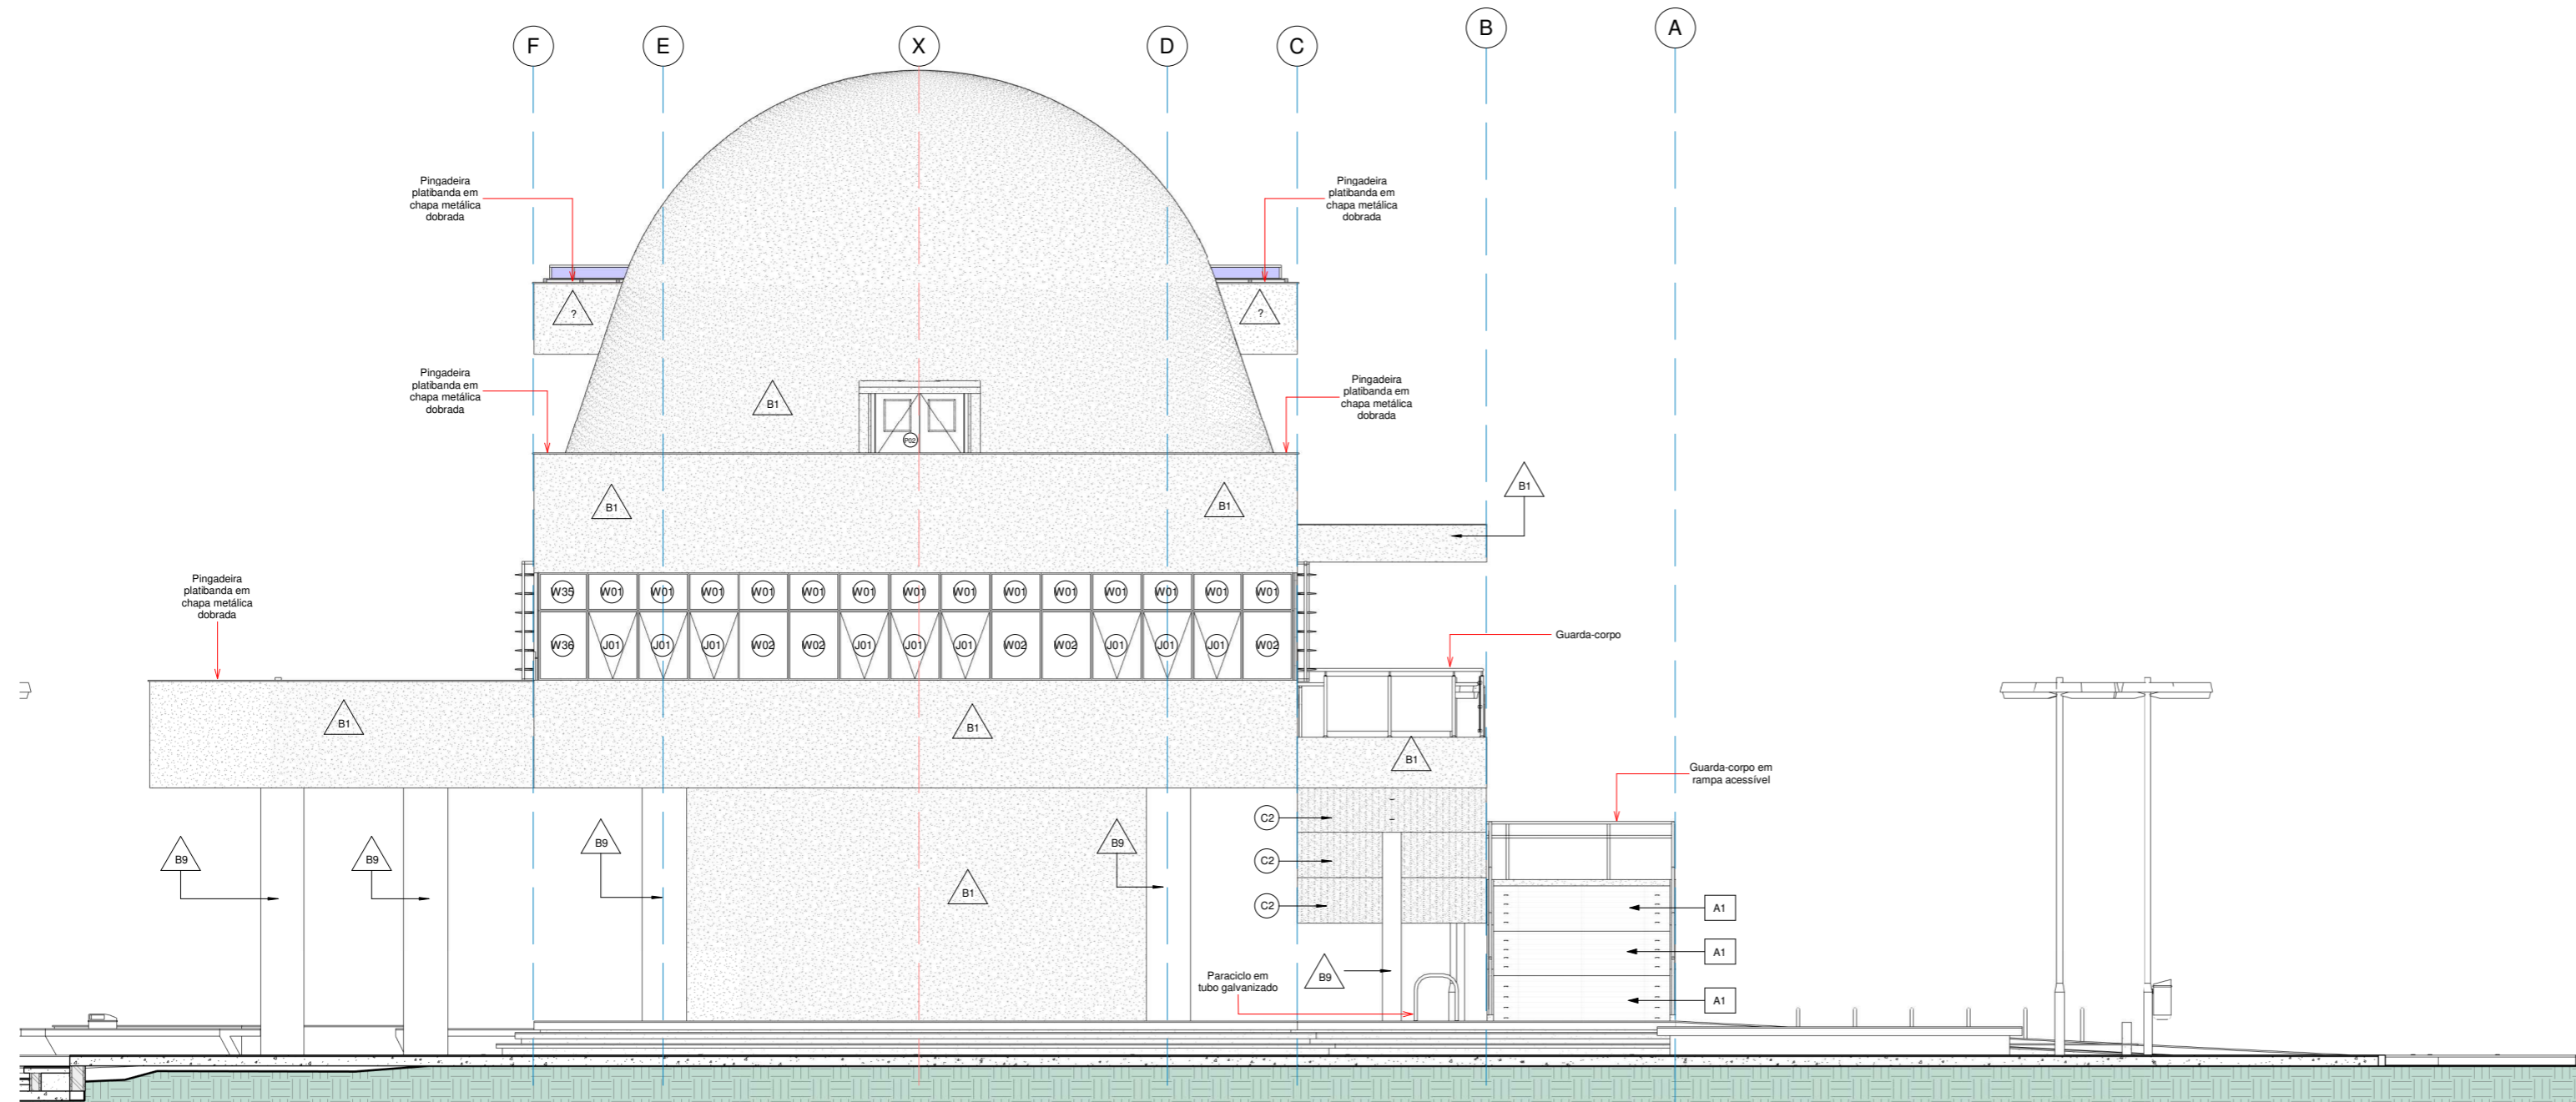 F
E
X
D
C
B
A
Pingadeira
platibanda em
chapa metálica
dobrada
Pingadeira
platibanda em
chapa metálica
dobrada
?
?
Pingadeira
platibanda em
chapa metálica
dobrada
Pingadeira
platibanda em
chapa metálica
dobrada
B1
P02
B1
B1
B1
Pingadeira
platibanda em
chapa metálica
dobrada
W35 W01 W01 W01 W01 W01 W01 W01 W01 W01 W01 W01 W01 W01 W01
W36 J01 J01 J01 W02 W02 J01 J01 J01 W02 W02 J01 J01 J01 W02
Guarda-corpo
B1
B1
B1
Guarda-corpo em
rampa acessível
C2
B9
B9
B9
B9
C2
B1
C2
A1
A1
B9
Paraciclo em
tubo galvanizado
A1